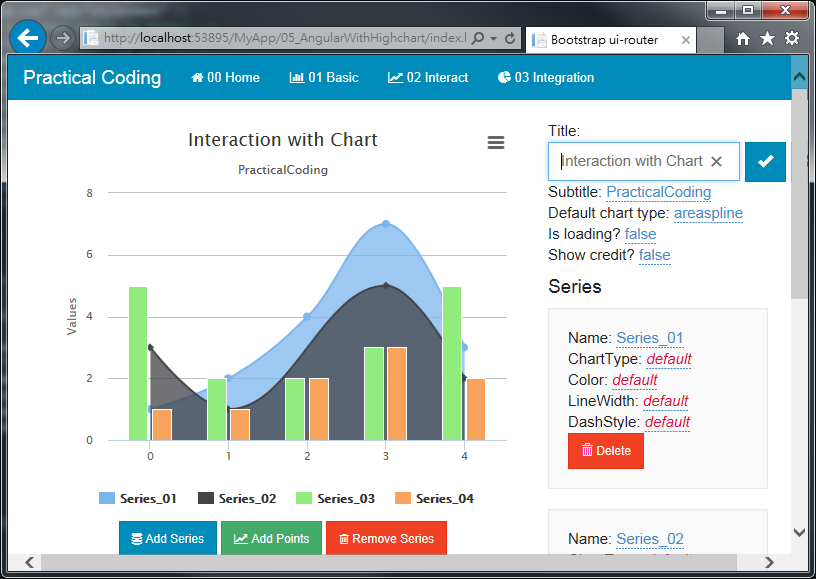 http://localhost:53895/MyApp/05_AngularWithHighchart/index.
Bootstrap ui-router
Practical Coding
00 Home
01 Basic
02 Interact
03 Integration
Interaction with Chart
PracticalCoding
Values
8
6
4
2
0
0
1
2
3
4
Series_01
Series_02
Series_03
Series_04
Add Series
Add Points
Remove Series
Title:
Interaction with Chart
Subtitle: PracticalCoding
Default chart type: areaspline
Is loading? false
Show credit? false
Series
Name: Series_01
ChartType: default
Color: default
LineWidth: default
DashStyle: default
Delete
Name: Series_02